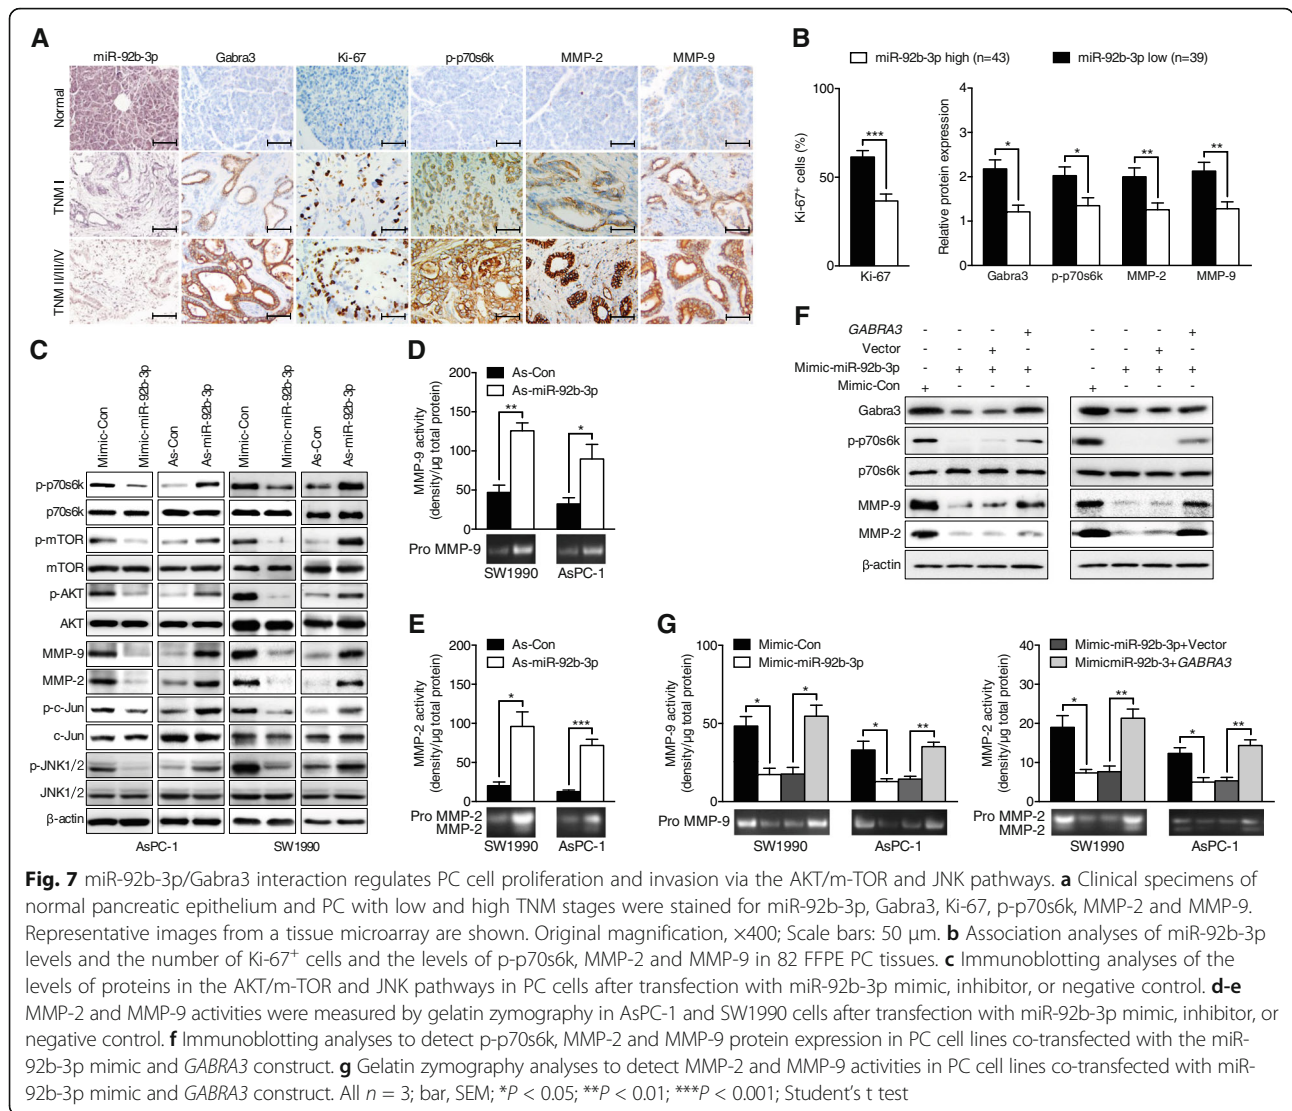 A
miR-92b-3p Gabra3 Ki-67 p-p70s6k MMP-2 MMP-9
Normal
TNM I
TNM II/III/IV
B
miR-92b-3p high (n=43) miR-92b-3p low (n=39)
Ki-67+ cells (%)
100
50
0
***
Ki-67
Relative protein expression
4
3
2
1
0
* * ** **
Gabra3 p-p70s6k MMP-2 MMP-9
C
Mimic-Con Mimic-miR-92b-3p As-Con As-miR-92b-3p Mimic-Con Mimic-miR-92b-3p As-Con As-miR-92b-3p
p-p70s6k
p70s6k
p-mTOR
mTOR
p-AKT
AKT
MMP-9
MMP-2
p-c-Jun
c-Jun
p-JNK1/2
JNK1/2
β-actin
AsPC-1 SW1990
D
As-Con
As-miR-92b-3p
MMP-9 activity
(density/μg total protein)
200
150
100
50
0
** *
Pro MMP-9
SW1990 AsPC-1
E
As-Con
As-miR-92b-3p
MMP-2 activity
(density/μg total protein)
200
150
100
50
0
* ***
Pro MMP-2
MMP-2
SW1990 AsPC-1
F
GABRA3 - - - + - - - +
Vector - - + - - - + -
Mimic-miR-92b-3p - + + + - + + +
Mimic-Con + - - - + - - -
Gabra3
p-p70s6k
p70s6k
MMP-9
MMP-2
β-actin
G
Mimic-Con
Mimic-miR-92b-3p
Mimic-miR-92b-3p+Vector
MimicmiR-92b-3+GABRA3
MMP-9 activity
(density/μg total protein)
100
50
0
* * * **
Pro MMP-9
SW1990 AsPC-1
MMP-2 activity
(density/μg total protein)
40
30
20
10
0
* ** * **
Pro MMP-2
MMP-2
SW1990 AsPC-1
Fig. 7 miR-92b-3p/Gabra3 interaction regulates PC cell proliferation and invasion via the AKT/m-TOR and JNK pathways. a Clinical specimens of
normal pancreatic epithelium and PC with low and high TNM stages were stained for miR-92b-3p, Gabra3, Ki-67, p-p70s6k, MMP-2 and MMP-9.
Representative images from a tissue microarray are shown. Original magnification, ×400; Scale bars: 50 μm. b Association analyses of miR-92b-3p
levels and the number of Ki-67+ cells and the levels of p-p70s6k, MMP-2 and MMP-9 in 82 FFPE PC tissues. c Immunoblotting analyses of the
levels of proteins in the AKT/m-TOR and JNK pathways in PC cells after transfection with miR-92b-3p mimic, inhibitor, or negative control. d-e
MMP-2 and MMP-9 activities were measured by gelatin zymography in AsPC-1 and SW1990 cells after transfection with miR-92b-3p mimic, inhibitor, or
negative control. f Immunoblotting analyses to detect p-p70s6k, MMP-2 and MMP-9 protein expression in PC cell lines co-transfected with the miR-
92b-3p mimic and GABRA3 construct. g Gelatin zymography analyses to detect MMP-2 and MMP-9 activities in PC cell lines co-transfected with miR-
92b-3p mimic and GABRA3 construct. All n = 3; bar, SEM; *P < 0.05; **P < 0.01; ***P < 0.001; Student's t test